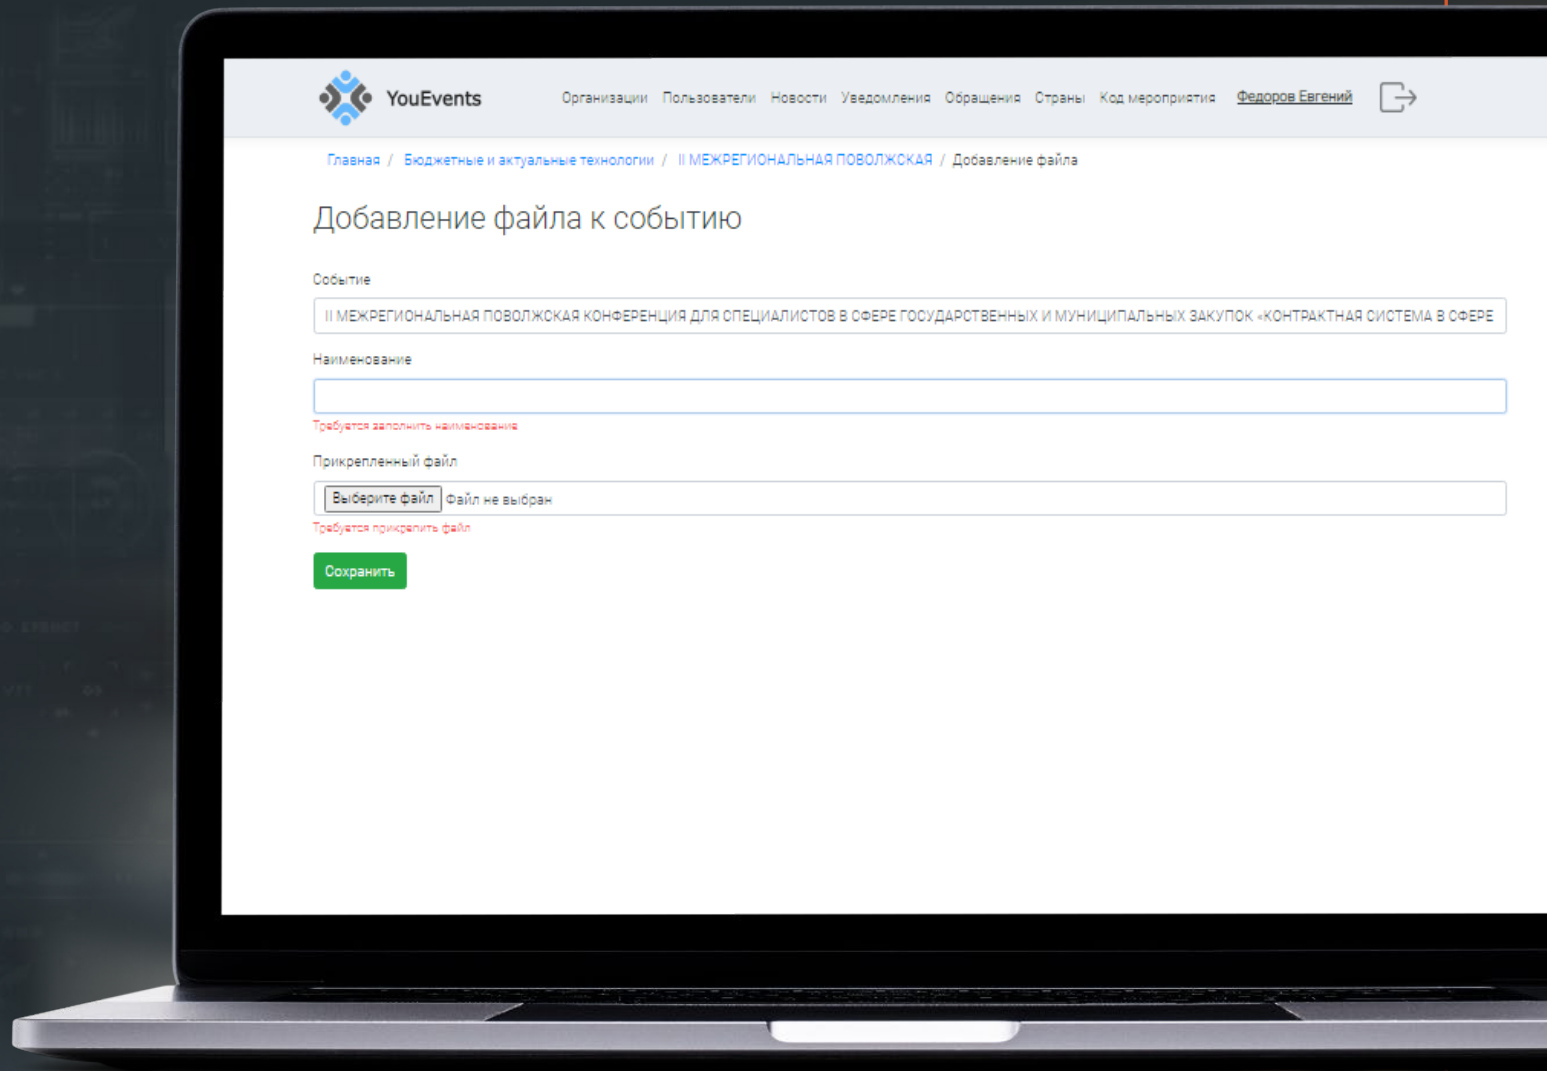 YouEvents
Организации Пользователи Новости Уведомления Обращения Страны Код мероприятия Федоров Евгений
Главная / Бюджетные и актуальные технологии / II МЕЖРЕГИОНАЛЬНАЯ ПОВОЛЖСКАЯ / Добавление файла
Добавление файла к событию
Событие
II МЕЖРЕГИОНАЛЬНАЯ ПОВОЛЖСКАЯ КОНФЕРЕНЦИЯ ДЛЯ СПЕЦИАЛИСТОВ В СФЕРЕ ГОСУДАРСТВЕННЫХ И МУНИЦИПАЛЬНЫХ ЗАКУПОК «КОНТРАКТНАЯ СИСТЕМА В СФЕРЕ
Наименование
Требуется заполнить наименование
Прикрепленный файл
Выберите файл Файл не выбран
Требуется прикрепить файл
Сохранить